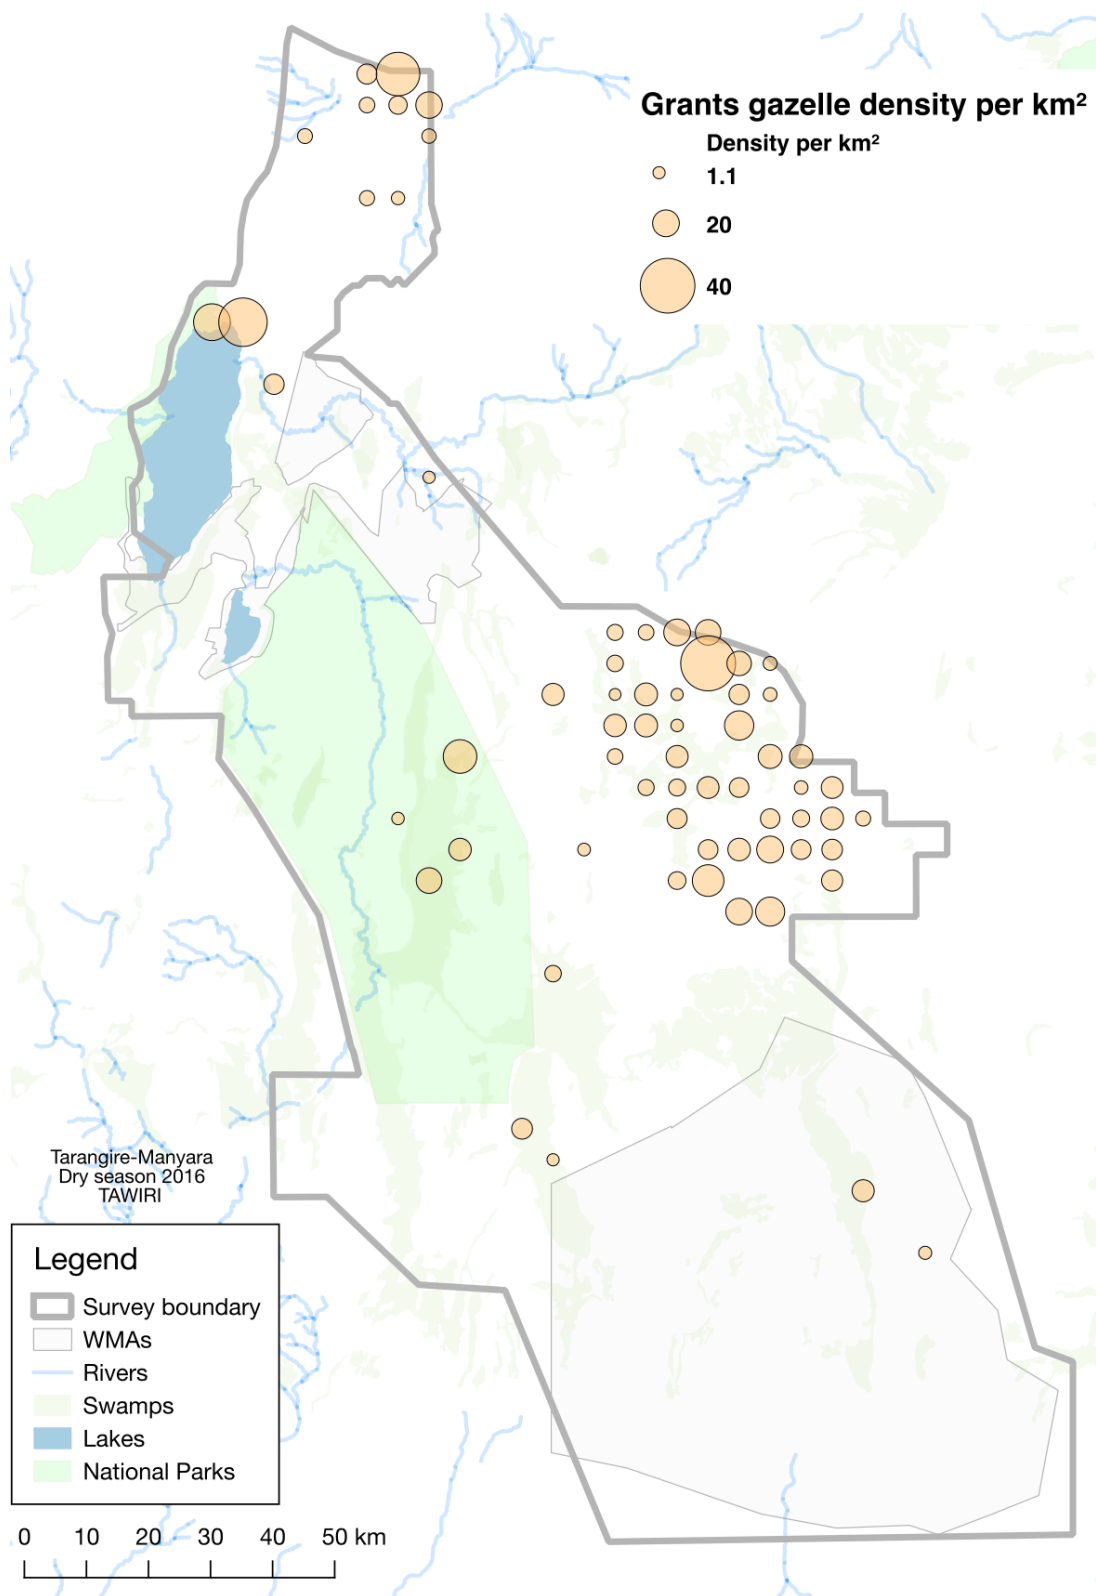 Grants gazelle density per km²
Density per km²
1.1
20
40
Tarangire-Manyara
Dry season 2016
TAWIRI
Legend
Survey boundary
WMAs
Rivers
Swamps
Lakes
National Parks
0 10 20 30 40 50 km